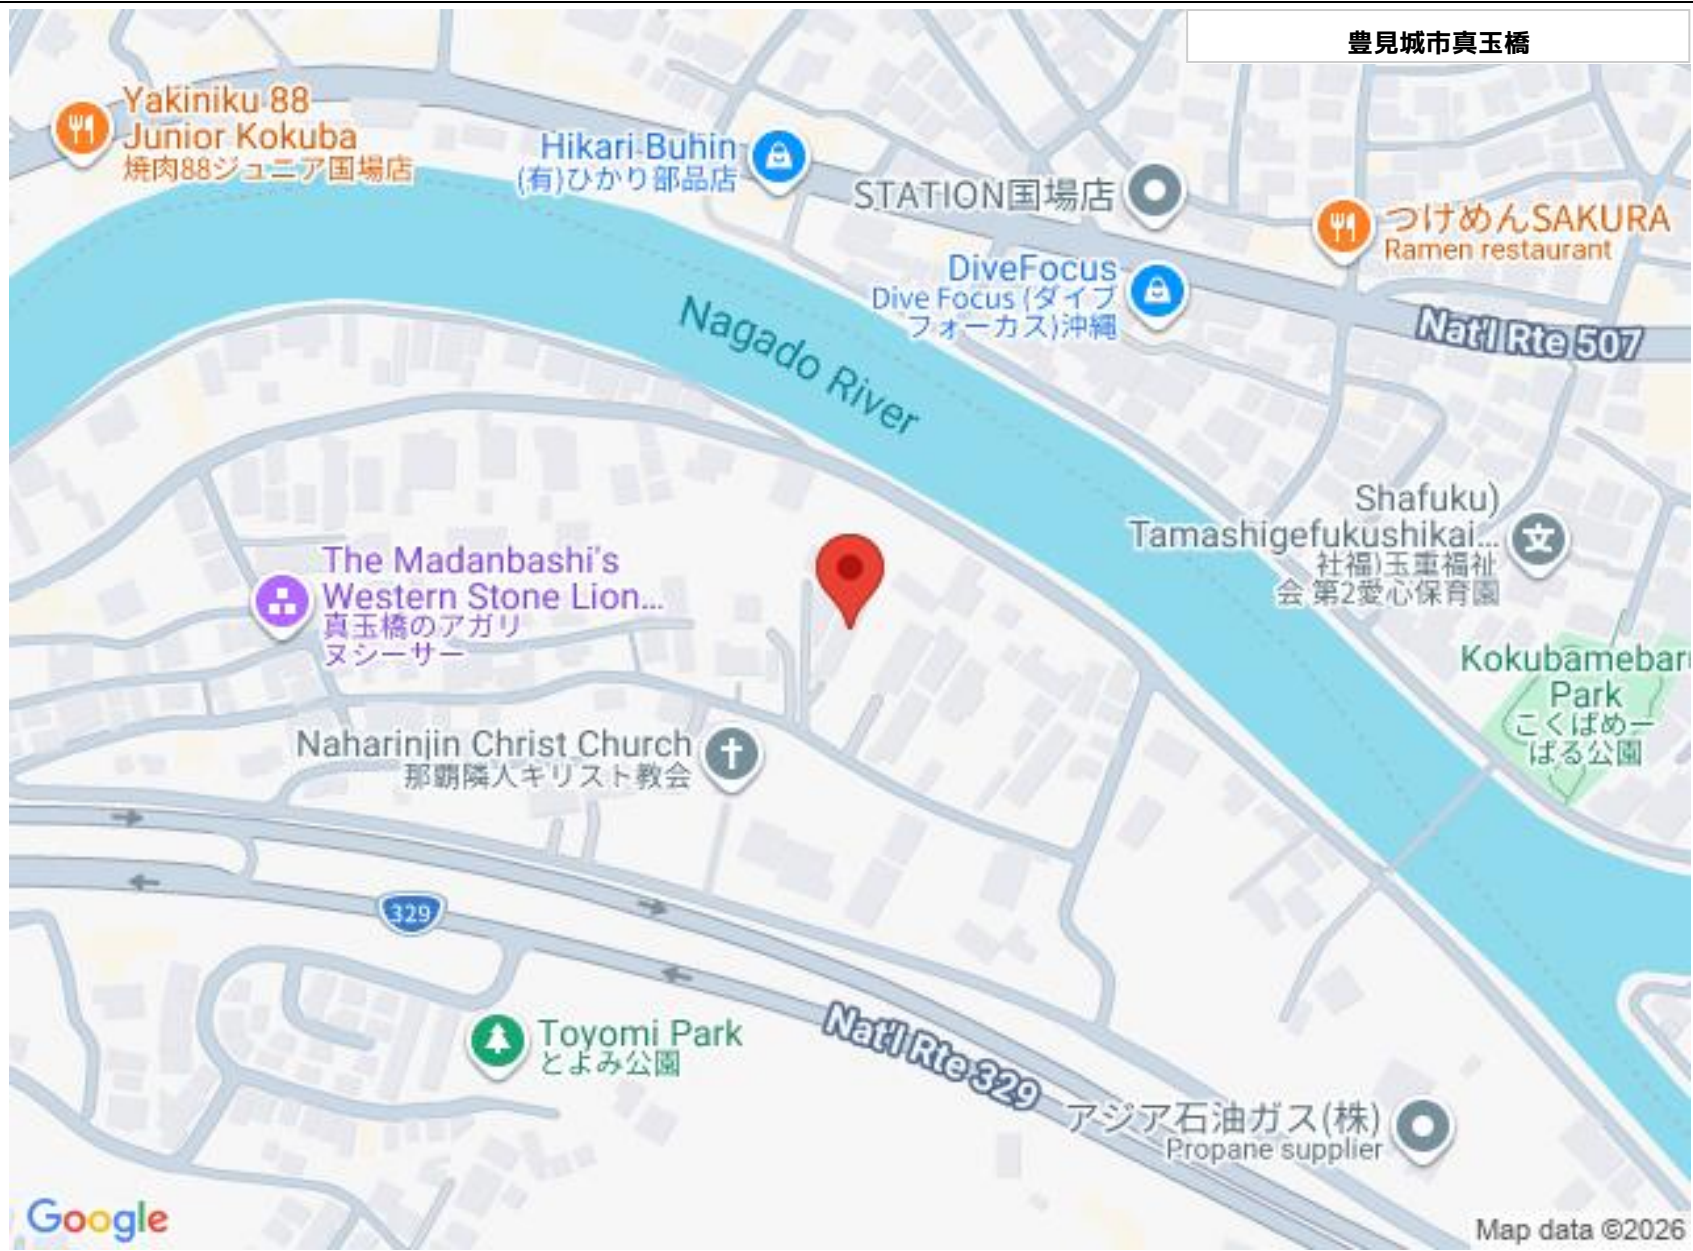 豊見城市真玉橋
Yakiniku 88
Junior Kokuba
焼肉88ジュニア国場店
Hikari Buhin
(有)ひかり部品店
STATION国場店
つけめんSAKURA
Ramen restaurant
DiveFocus
Dive Focus (ダイブ
フォーカス)沖縄
Nat'l Rte 507
Nagado River
Shafuku)
Tamashigefukushikai...
社福)玉重福祉
会 第2愛心保育園
The Madanbashi's
Western Stone Lion...
真玉橋のアガリ
ヌシーサー
Kokubamebaru
Park
こくばめー
ばる公園
Naharinjin Christ Church
那覇隣人キリスト教会
329
Toyomi Park
とよみ公園
Nat'l Rte 329
アジア石油ガス(株)
Propane supplier
Google
Map data ©2026